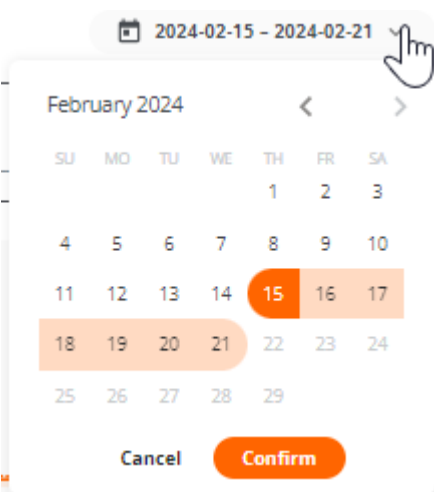 2024-02-15 – 2024-02-21
February 2024
SU MO TU WE TH FR SA
1 2 3
4 5 6 7 8 9 10
11 12 13 14 15 16 17
18 19 20 21 22 23 24
25 26 27 28 29
Cancel Confirm